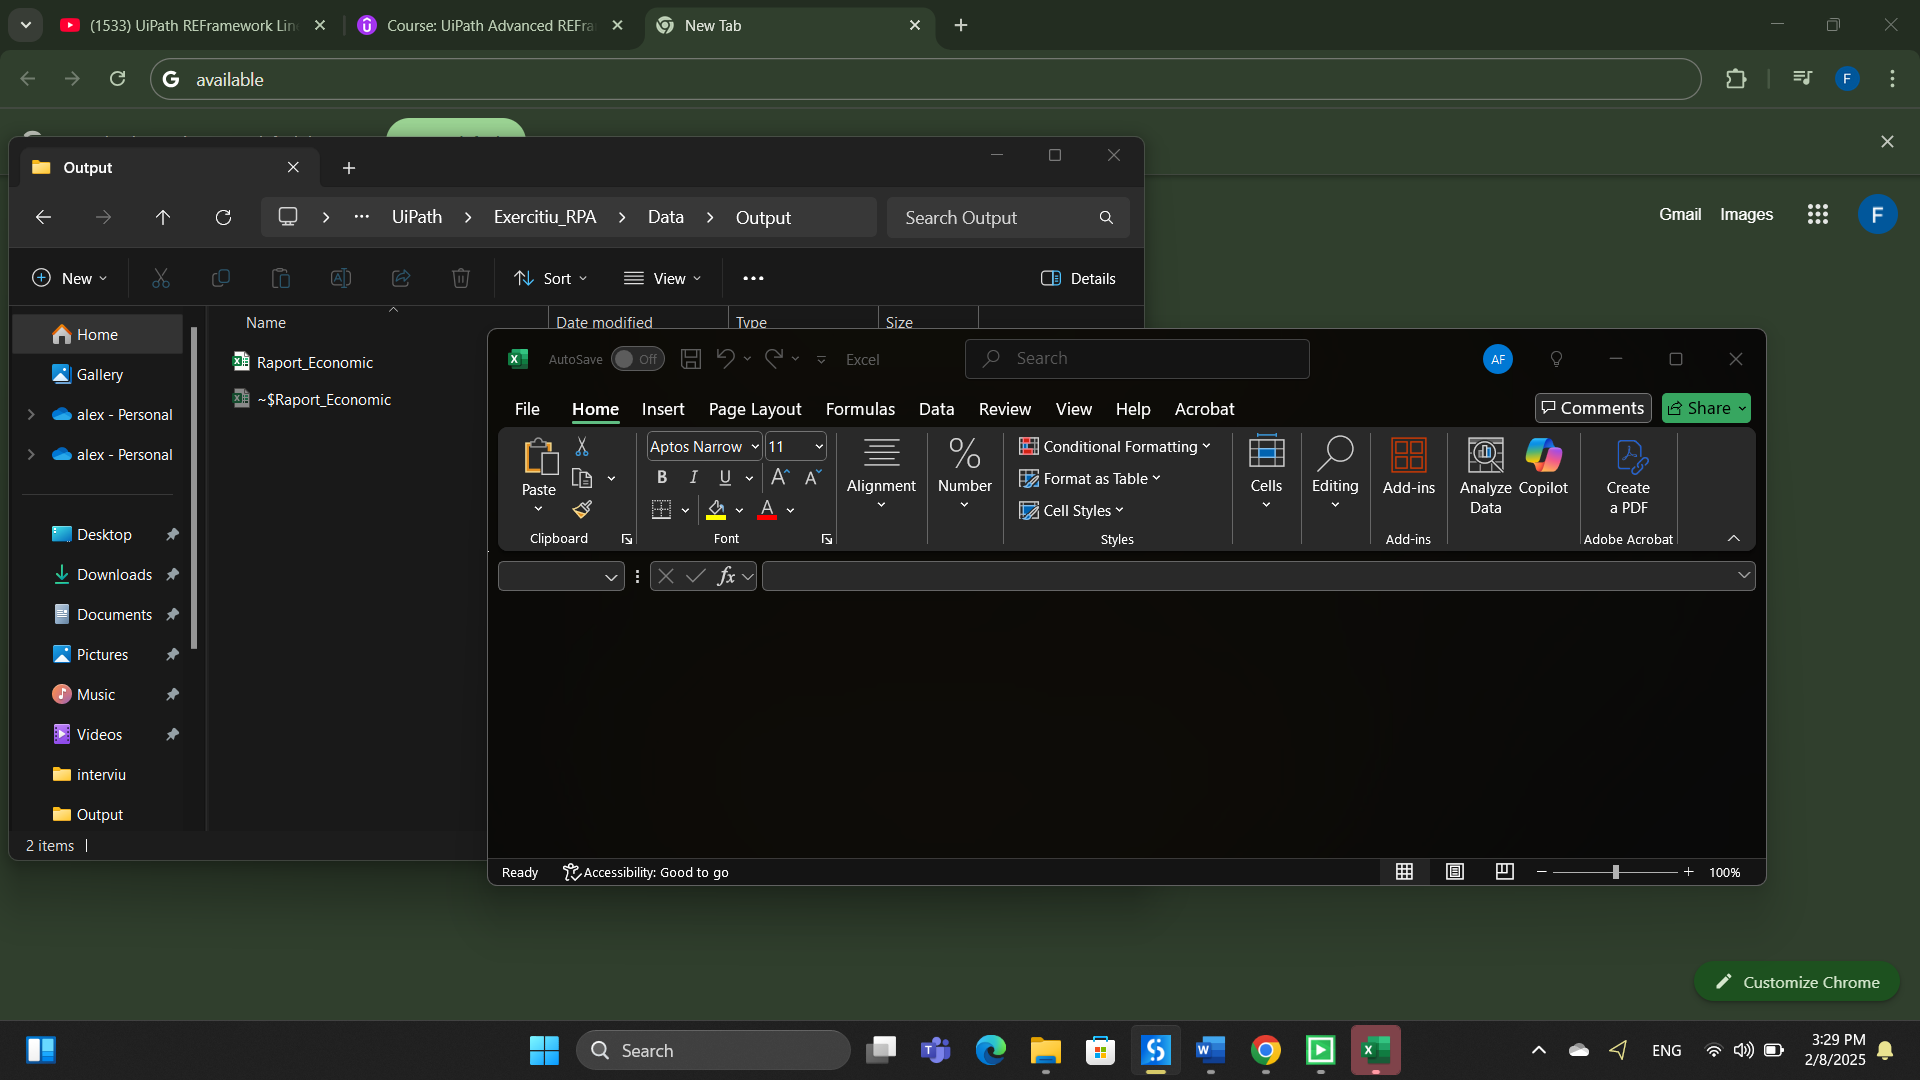 (1533) UiPath REFramework Lin
Course: UiPath Advanced REFra
New Tab
available
F
Output
UiPath > Exercitiu_RPA > Data > Output
Search Output
Gmail
Images
F
New
Sort
View
Details
Name
Date modified
Type
Size
Home
Gallery
alex - Personal
alex - Personal
Desktop
Downloads
Documents
Pictures
Music
Videos
interviu
Output
2 items
Raport_Economic
~$Raport_Economic
AutoSave
Off
Excel
Search
AF
File
Home
Insert
Page Layout
Formulas
Data
Review
View
Help
Acrobat
Comments
Share
Paste
Clipboard
Aptos Narrow
11
B I U A A
A
Font
Alignment
Number
Conditional Formatting
Format as Table
Cell Styles
Styles
Cells
Editing
Add-ins
Add-ins
Analyze
Data
Copilot
Create
a PDF
Adobe Acrobat
fx
Ready
Accessibility: Good to go
100%
Customize Chrome
Search
ENG
3:29 PM
2/8/2025